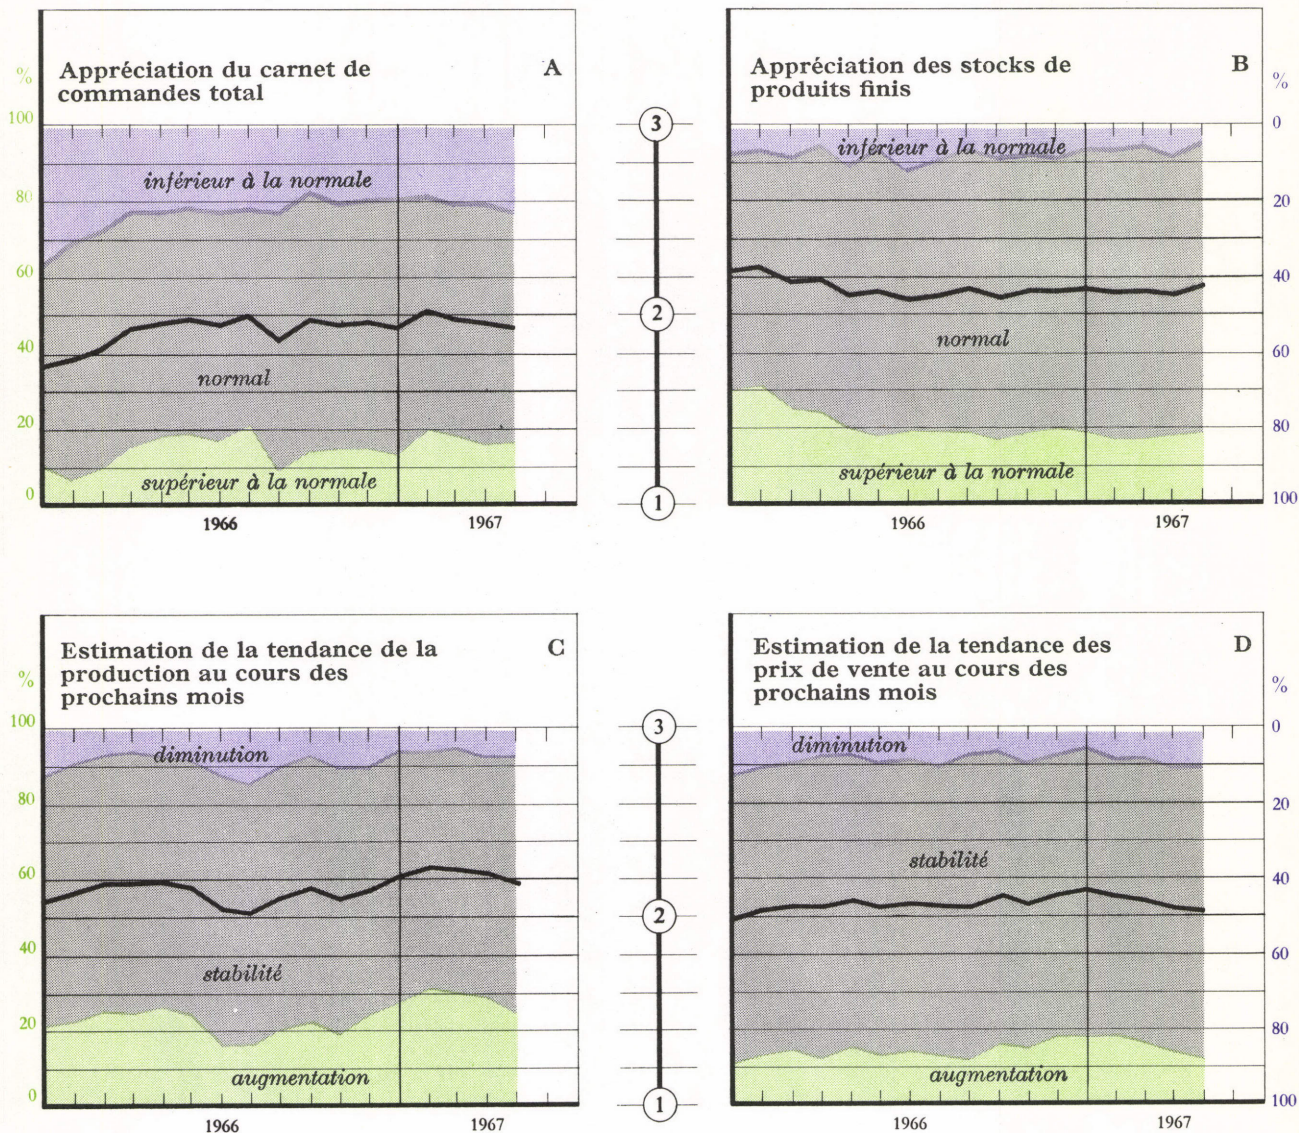 Appréciation du carnet de
commandes total
A
%
100
80
60
40
20
0
inférieur à la normale
normal
supérieur à la normale
1966
1967
3
2
1
Appréciation des stocks de
produits finis
B
%
0
20
40
60
80
100
inférieur à la normale
normal
supérieur à la normale
1966
1967
Estimation de la tendance de la
production au cours des
prochains mois
C
%
100
80
60
40
20
0
diminution
stabilité
augmentation
1966
1967
3
2
1
Estimation de la tendance des
prix de vente au cours des
prochains mois
D
%
0
20
40
60
80
100
diminution
stabilité
augmentation
1966
1967